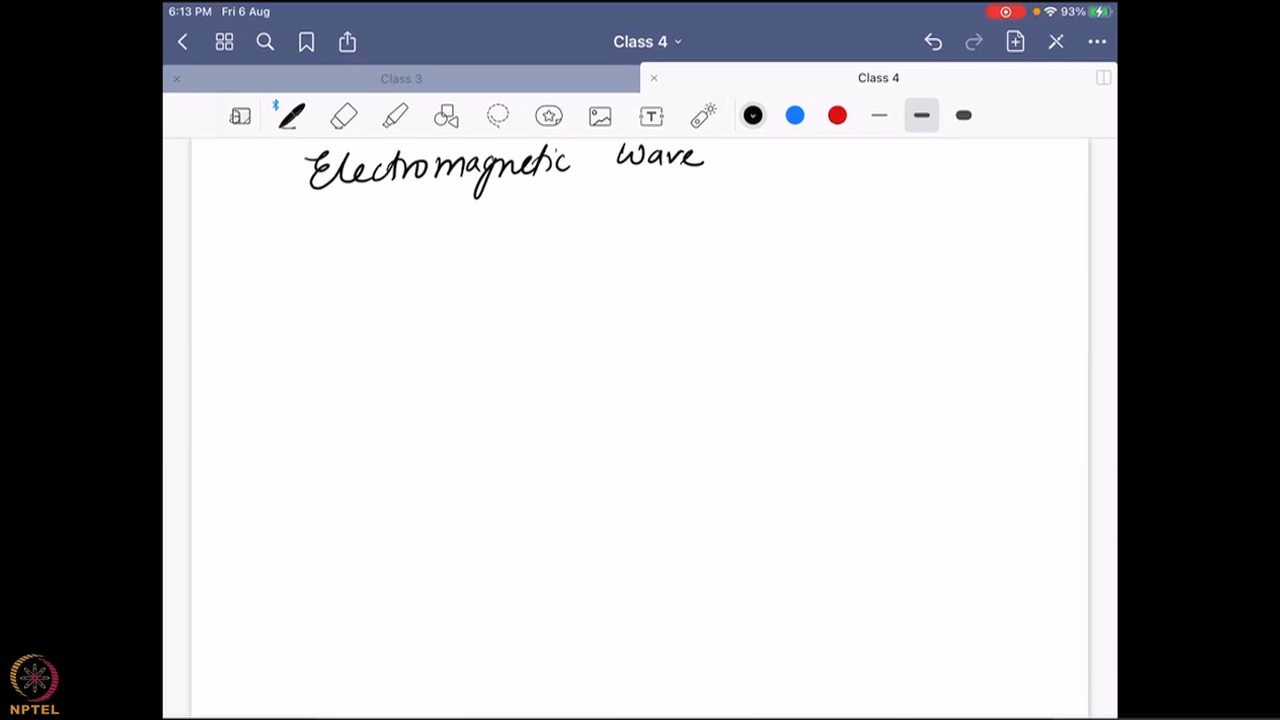 6:13 PM Fri 6 Aug 93%
Class 4
Class 3
Class 4
T
Electromagnetic Wave
NPTEL